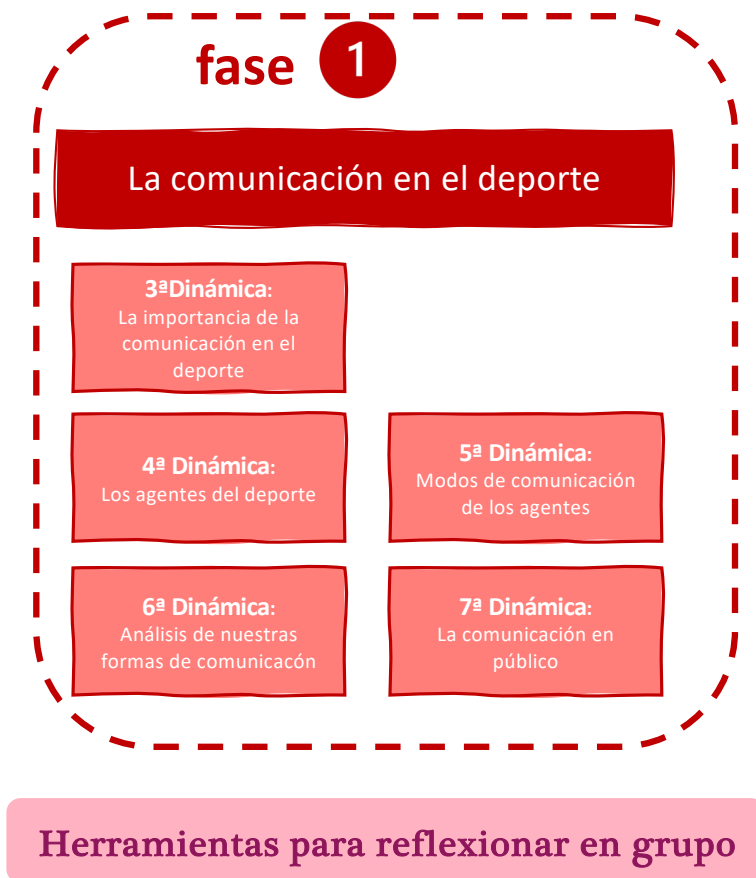 fase 1
La comunicación en el deporte
3ªDinámica:
La importancia de la
comunicación en el
deporte
4ª Dinámica:
Los agentes del deporte
5ª Dinámica:
Modos de comunicación
de los agentes
6ª Dinámica:
Análisis de nuestras
formas de comunicacón
7ª Dinámica:
La comunicación en
público
Herramientas para reflexionar en grupo